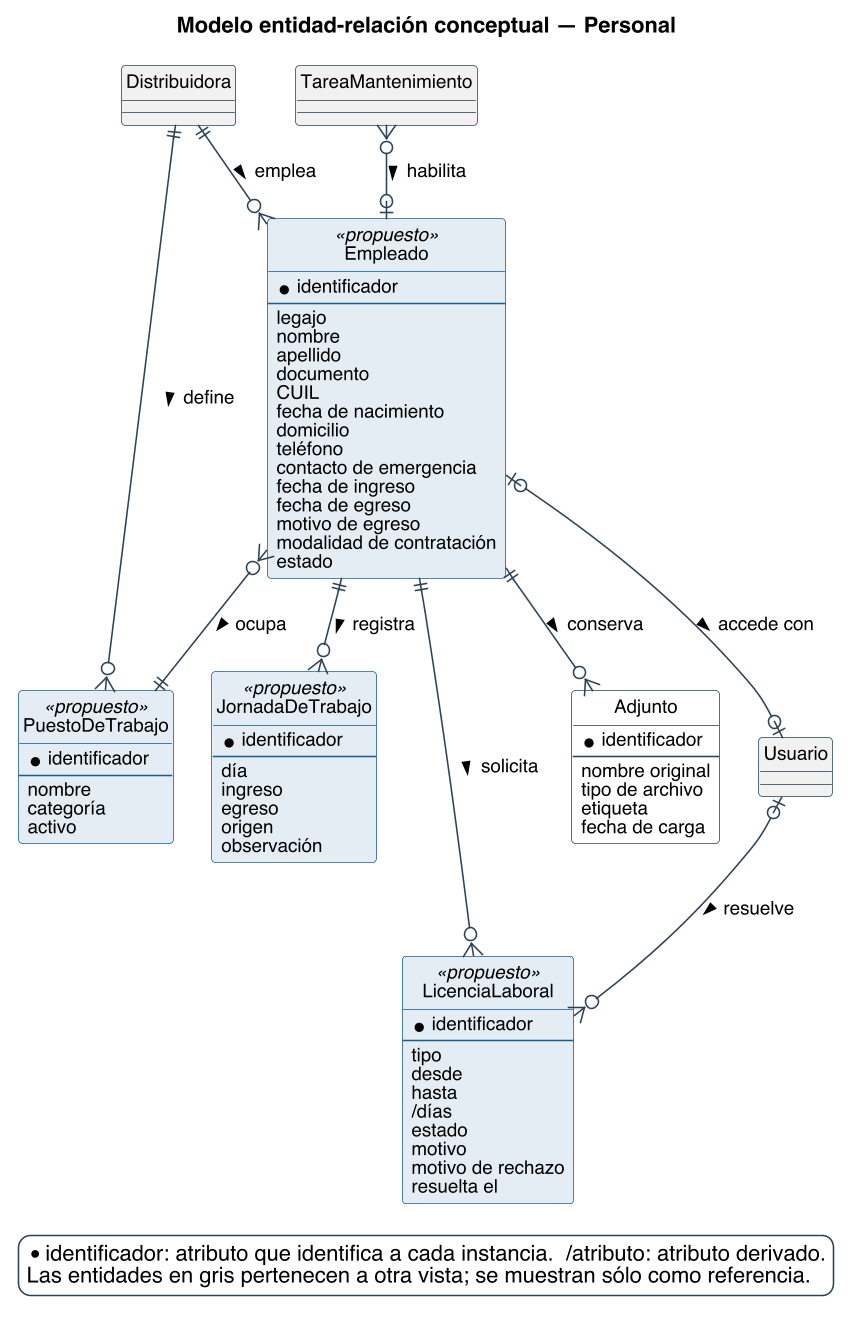 Modelo entidad-relación conceptual — Personal
Distribuidora
TareaMantenimiento
emplea
habilita
«propuesto»
Empleado
● identificador
legajo
nombre
apellido
documento
CUIL
fecha de nacimiento
domicilio
teléfono
contacto de emergencia
fecha de ingreso
fecha de egreso
motivo de egreso
modalidad de contratación
estado
define
ocupa
registra
conserva
accede con
«propuesto»
PuestoDeTrabajo
● identificador
nombre
categoría
activo
«propuesto»
JornadaDeTrabajo
● identificador
día
ingreso
egreso
origen
observación
solicita
Adjunto
● identificador
nombre original
tipo de archivo
etiqueta
fecha de carga
Usuario
resuelve
«propuesto»
LicenciaLaboral
● identificador
tipo
desde
hasta
/días
estado
motivo
motivo de rechazo
resuelta el
● identificador: atributo que identifica a cada instancia.  /atributo: atributo derivado.
Las entidades en gris pertenecen a otra vista; se muestran sólo como referencia.